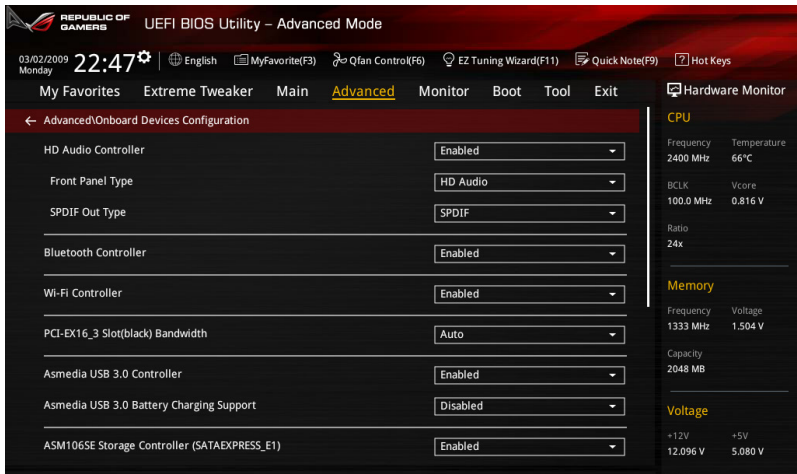 REPUBLIC OF
GAMERS
UEFI BIOS Utility – Advanced Mode
03/02/2009
Monday
22:47
English
MyFavorite(F3)
Qfan Control(F6)
EZ Tuning Wizard(F11)
Quick Note(F9)
? Hot Keys
My Favorites
Extreme Tweaker
Main
Advanced
Monitor
Boot
Tool
Exit
← Advanced\Onboard Devices Configuration
HD Audio Controller Enabled
Front Panel Type HD Audio
SPDIF Out Type SPDIF
Bluetooth Controller Enabled
Wi-Fi Controller Enabled
PCI-EX16_3 Slot(black) Bandwidth Auto
Asmedia USB 3.0 Controller Enabled
Asmedia USB 3.0 Battery Charging Support Disabled
ASM106SE Storage Controller (SATAEXPRESS_E1) Enabled
Hardware Monitor
CPU
Frequency Temperature
2400 MHz 66°C
BCLK Vcore
100.0 MHz 0.816 V
Ratio
24x
Memory
Frequency Voltage
1333 MHz 1.504 V
Capacity
2048 MB
Voltage
+12V +5V
12.096 V 5.080 V